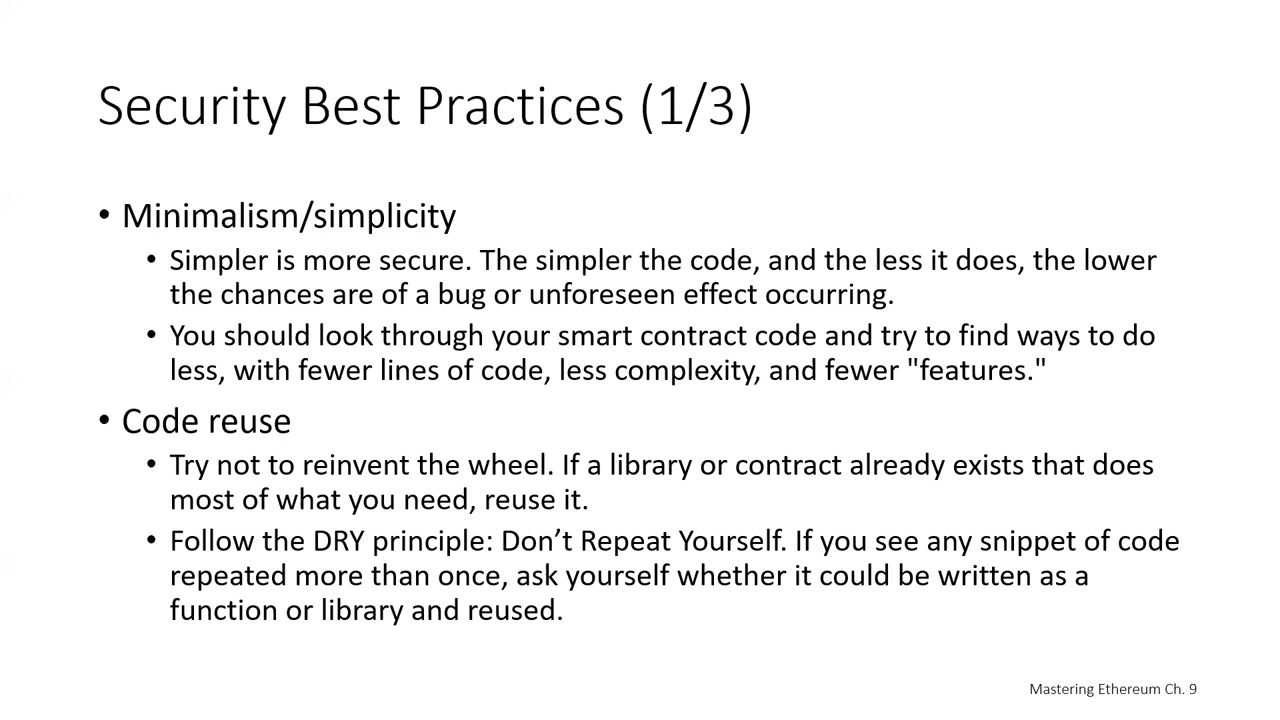 Security Best Practices (1/3)
• Minimalism/simplicity
• Simpler is more secure. The simpler the code, and the less it does, the lower
the chances are of a bug or unforeseen effect occurring.
• You should look through your smart contract code and try to find ways to do
less, with fewer lines of code, less complexity, and fewer "features."
• Code reuse
• Try not to reinvent the wheel. If a library or contract already exists that does
most of what you need, reuse it.
• Follow the DRY principle: Don’t Repeat Yourself. If you see any snippet of code
repeated more than once, ask yourself whether it could be written as a
function or library and reused.
Mastering Ethereum Ch. 9